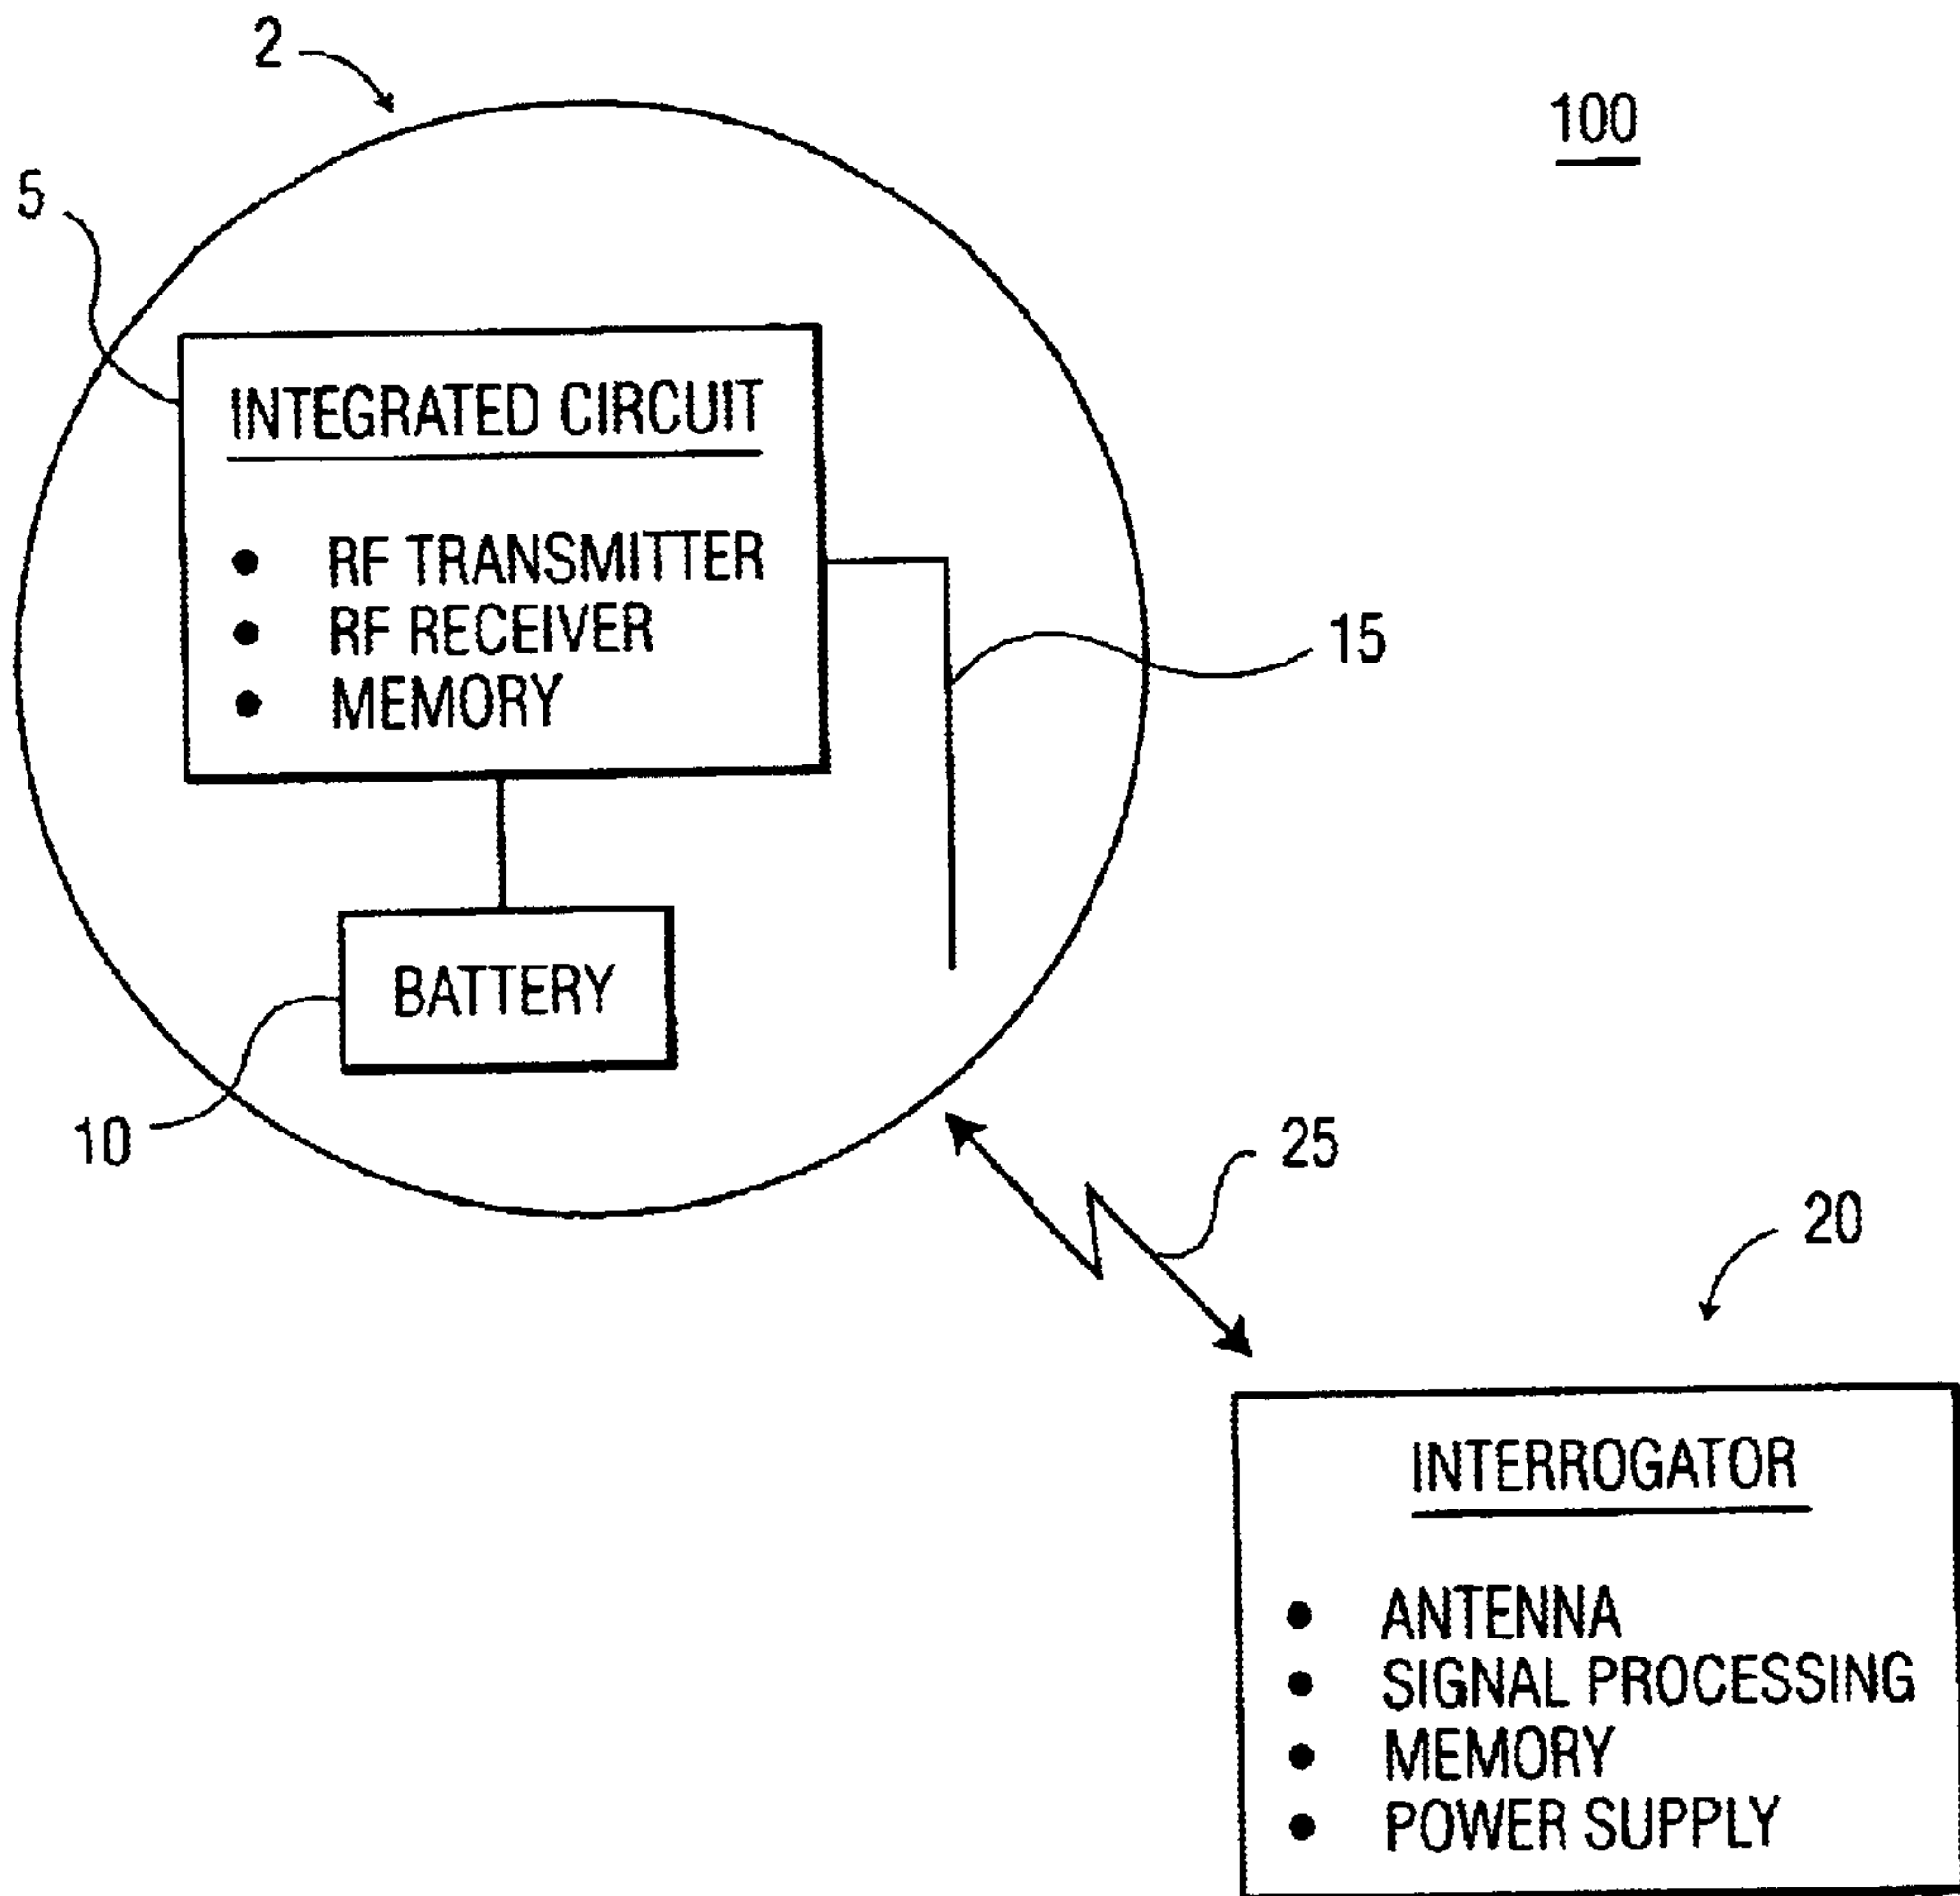 2
100
5
INTEGRATED CIRCUIT
• RF TRANSMITTER
• RF RECEIVER
• MEMORY
15
BATTERY
10
25
20
INTERROGATOR
• ANTENNA
• SIGNAL PROCESSING
• MEMORY
• POWER SUPPLY